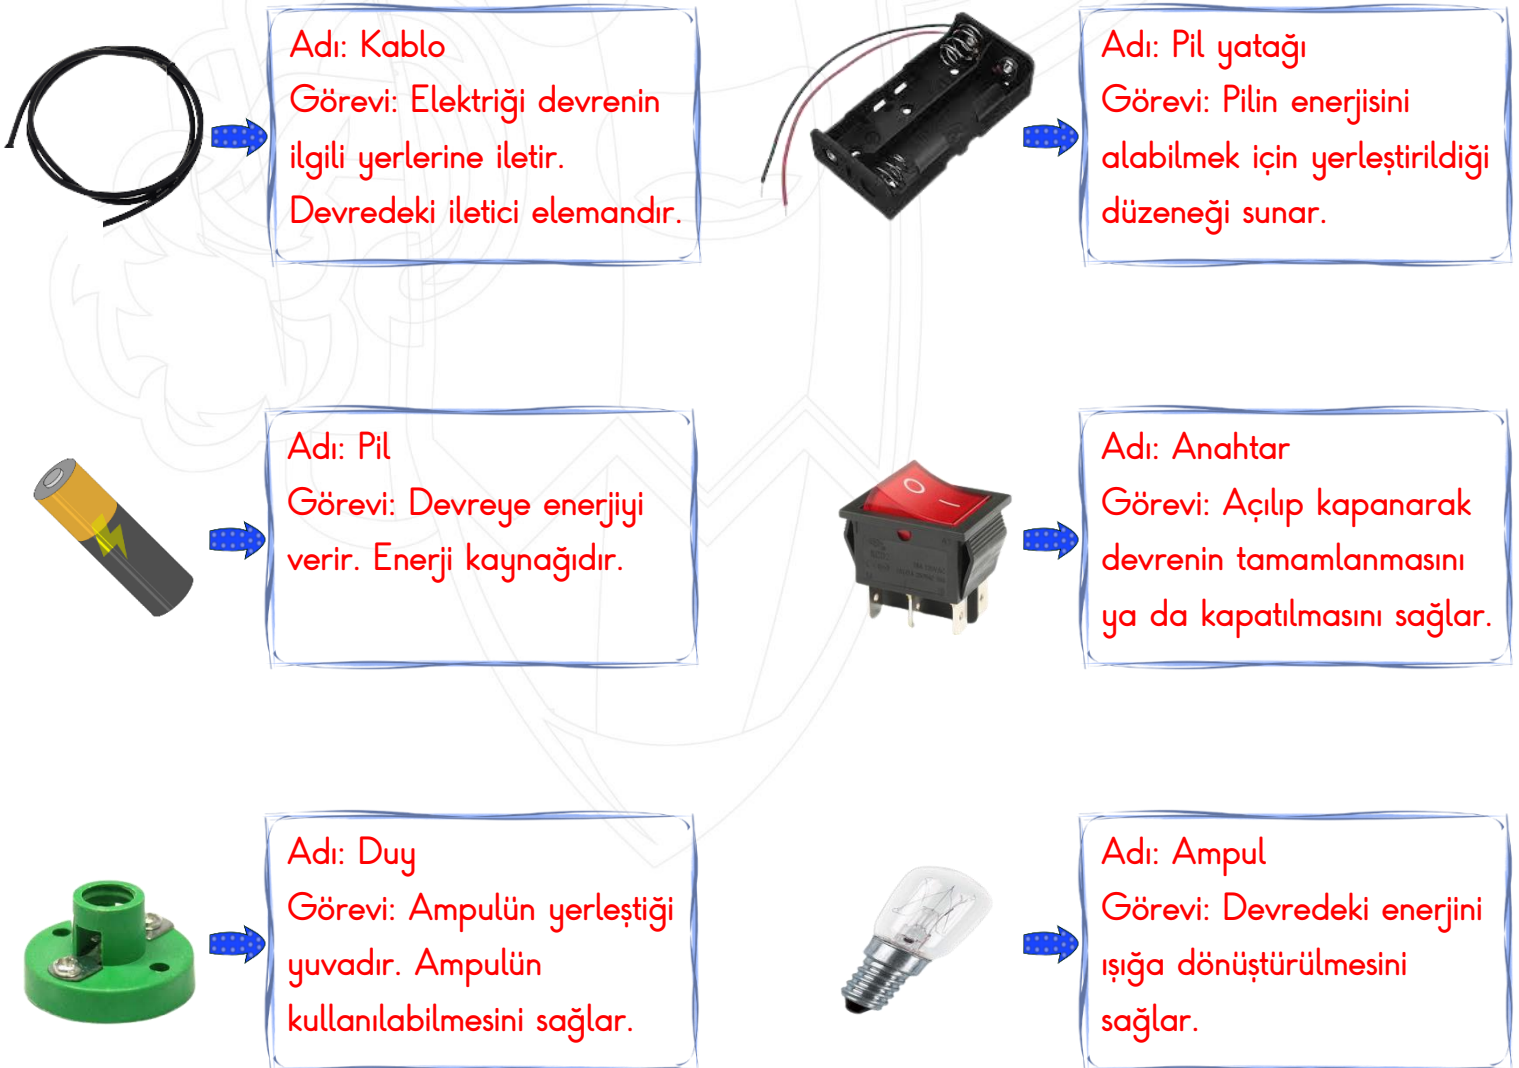 Adı: Kablo
Görevi: Elektriği devrenin
ilgili yerlerine iletir.
Devredeki iletici elemandır.
Adı: Pil yatağı
Görevi: Pilin enerjisini
alabilmek için yerleştirildiği
düzeneği sunar.
Adı: Pil
Görevi: Devreye enerjiyi
verir. Enerji kaynağıdır.
Adı: Anahtar
Görevi: Açılıp kapanarak
devrenin tamamlanmasını
ya da kapatılmasını sağlar.
Adı: Duy
Görevi: Ampulün yerleştiği
yuvadır. Ampulün
kullanılabilmesini sağlar.
Adı: Ampul
Görevi: Devredeki enerjini
ışığa dönüştürülmesini
sağlar.